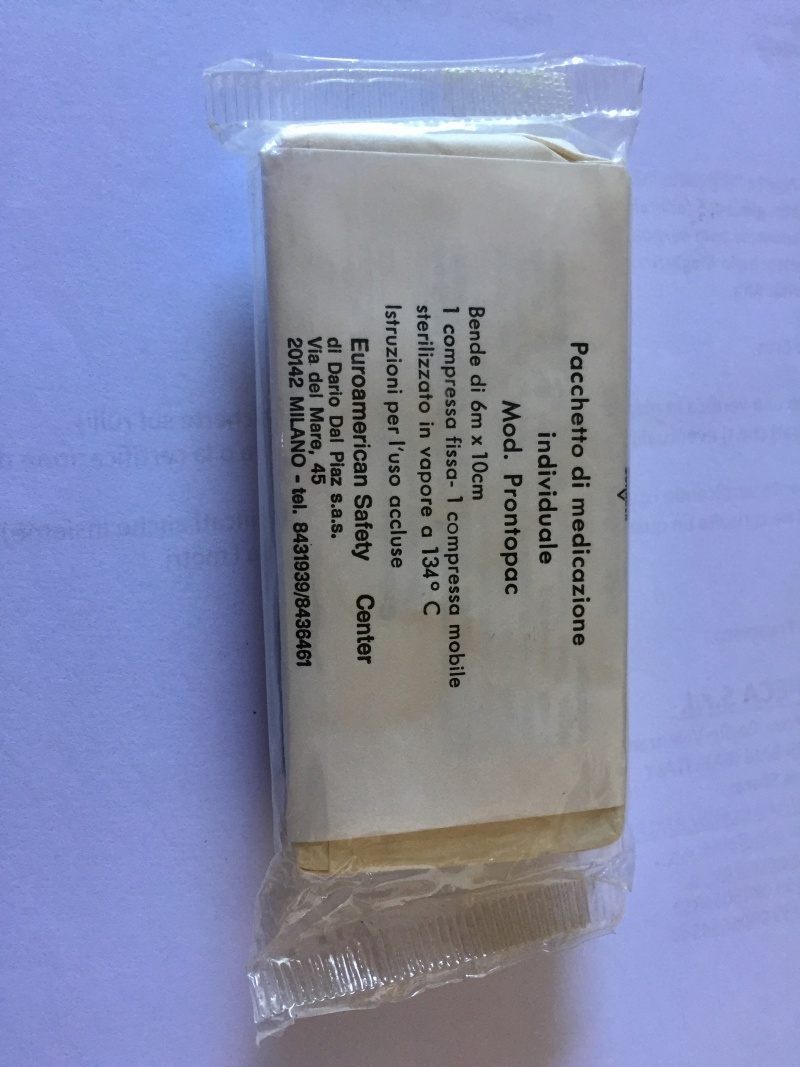 Pacchetto di medicazione
individuale
Mod. Prontopac
Bende di 6m x 10cm
1 compressa fissa- 1 compressa mobile
sterilizzato in vapore a 134° C
Istruzioni per l'uso accluse
Euroamerican Safety Center
di Dario Dal Piaz s.a.s.
Via del Mare, 45
20142 MILANO - tel. 8431939/8436461